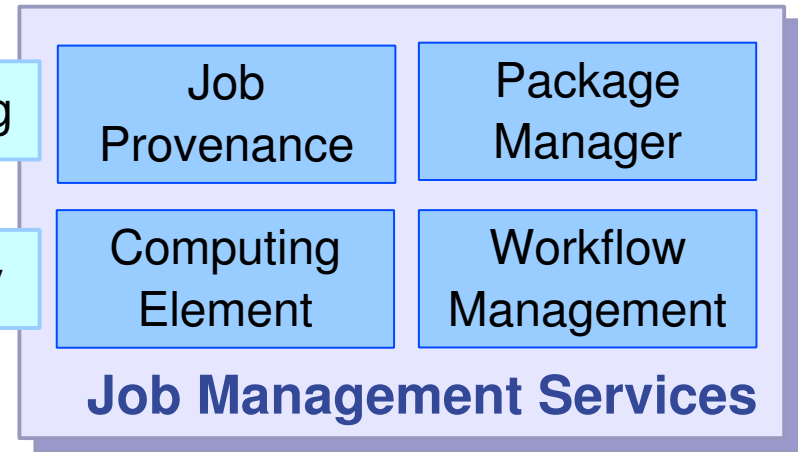 Job
Provenance
Package
Manager
Computing
Element
Workflow
Management
Job Management Services